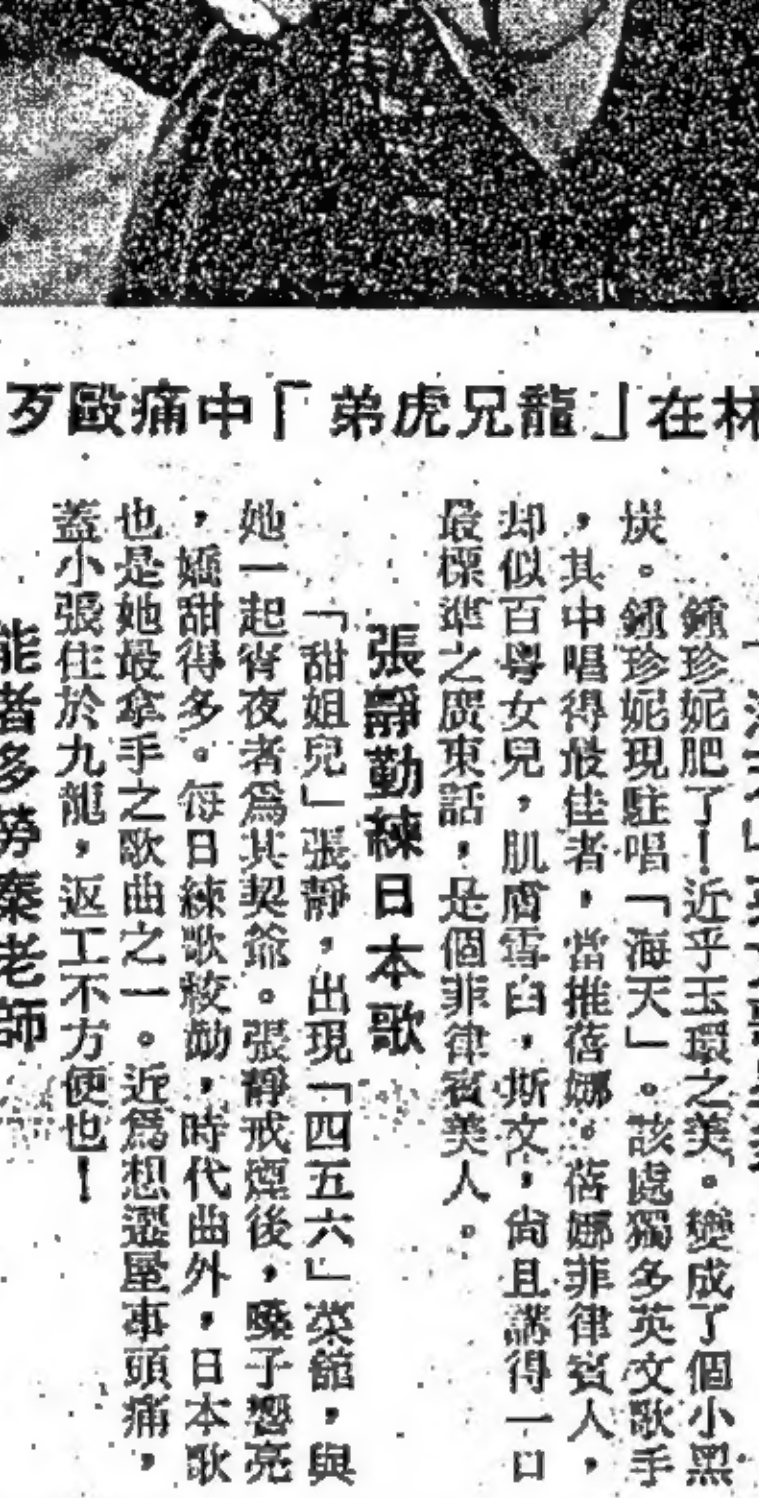 林在「龍兄虎弟」中痛毆歹
鍾珍妮肥了！近乎玉環之美。變成了個小黑
炭。鍾珍妮現駐唱「海天」。該處獨多英文歌手
，其中唱得最佳者，當推蓓娜。蓓娜菲律賓人，
却似百粵女兒，肌膚雪白，斯文，尚且講得一口
最標準之廣東話，是個菲律賓美人。
張靜勤練日本歌
「甜姐兒」張靜，出現「四五六」菜館，與
她一起宵夜者為其契爺。張靜戒煙後，嗓子響亮
，嬌甜得多。每日練歌較勤，時代曲外，日本歌
也是她最拿手之歌曲之一。近為想遷屋事頭痛，
蓋小張住於九龍，返工不方便也！
能者多勞秦老師